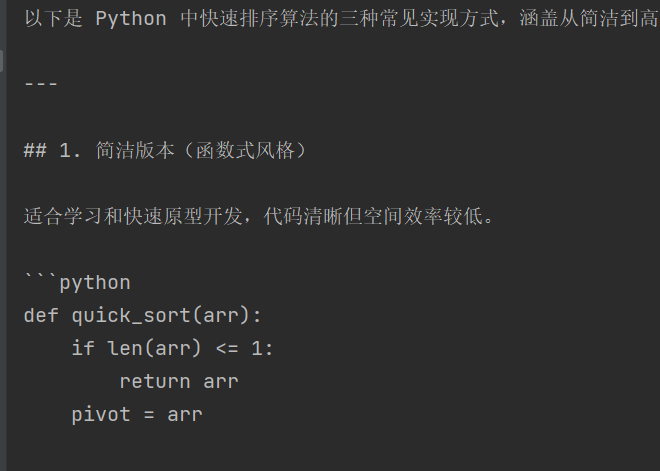 以下是 Python 中快速排序算法的三种常见实现方式，涵盖从简洁到高
---
## 1. 简洁版本（函数式风格）
适合学习和快速原型开发，代码清晰但空间效率较低。
```python
def quick_sort(arr):
    if len(arr) <= 1:
        return arr
    pivot = arr